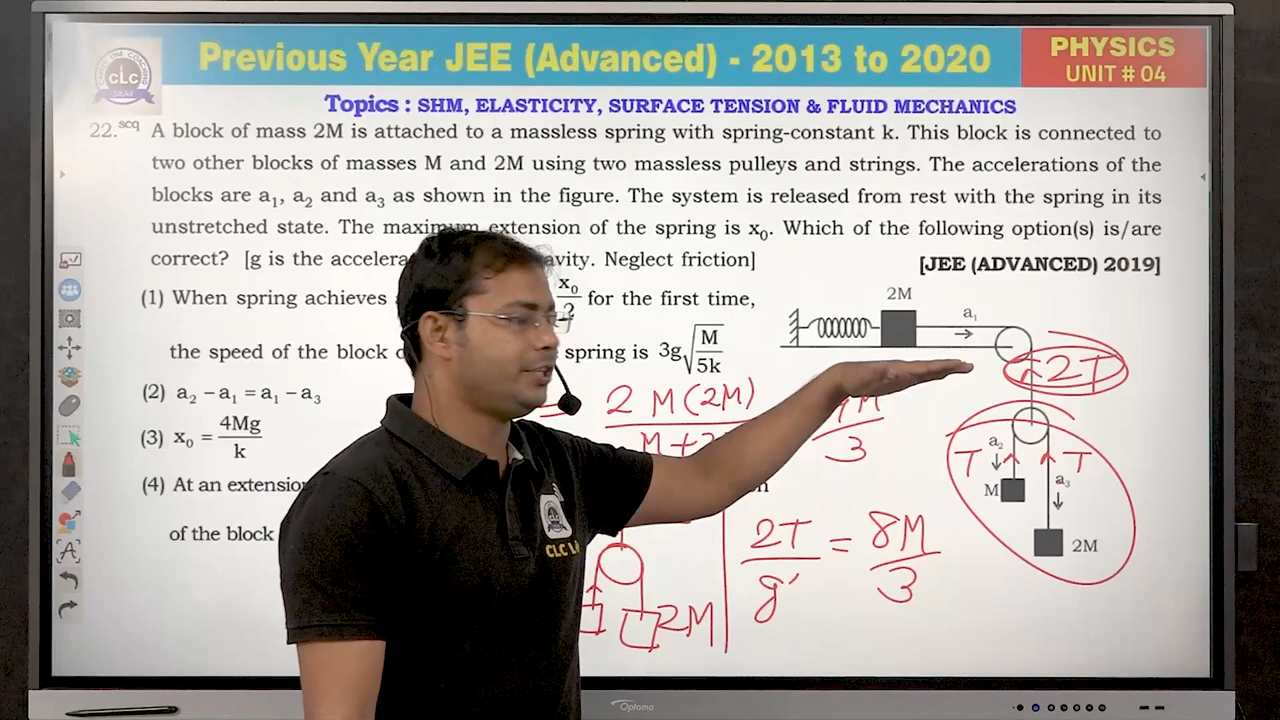 Previous Year JEE (Advanced) - 2013 to 2020
PHYSICS
UNIT # 04
CLC
SIKAR
Topics : SHM, ELASTICITY, SURFACE TENSION & FLUID MECHANICS
22.scq A block of mass 2M is attached to a massless spring with spring-constant k. This block is connected to
two other blocks of masses M and 2M using two massless pulleys and strings. The accelerations of the
blocks are a₁, a₂ and a₃ as shown in the figure. The system is released from rest with the spring in its
unstretched state. The maximum extension of the spring is x₀. Which of the following option(s) is/are
correct? [g is the accelera avity. Neglect friction] [JEE (ADVANCED) 2019]
(1) When spring achieves x₀/2 for the first time,
the speed of the block c spring is 3g√(M/5k)
(2) a₂ – a₁ = a₁ – a₃
(3) x₀ = 4Mg/k
(4) At an extension
of the block
2M
a₁
2T
a₂
T
T
a₃
M
2M
= 2 M(2M)
M + 2
4M/3
2T/g' = 8M/3
2M
CLC
Optoma